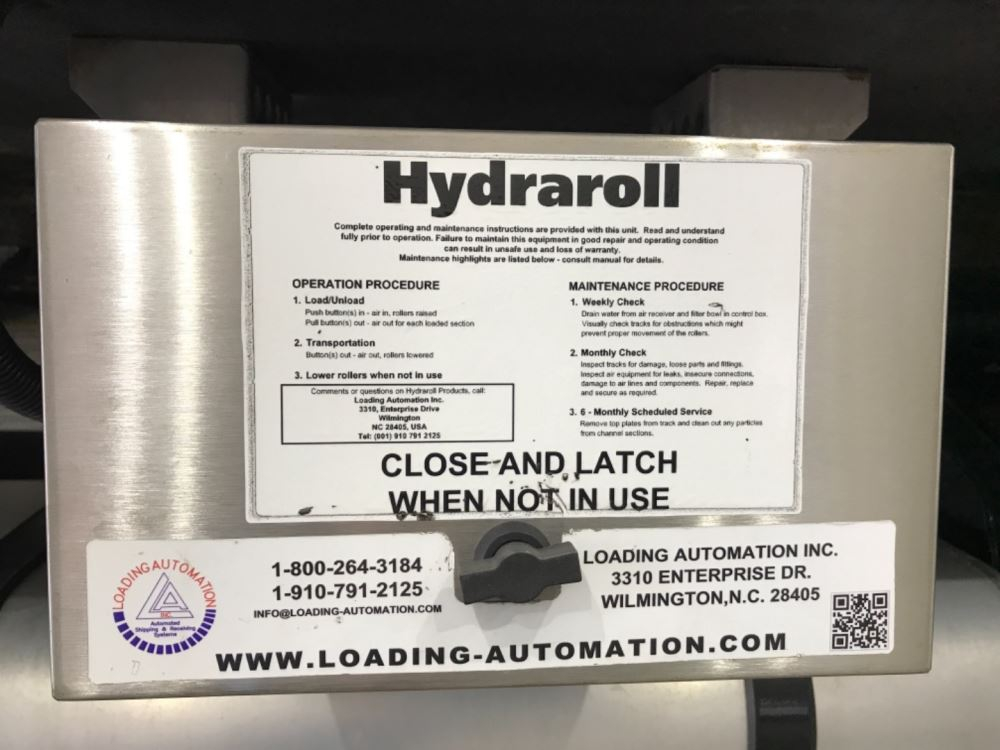 Hydraroll
Complete operating and maintenance instructions are provided with this unit. Read and understand
fully prior to operation. Failure to maintain this equipment in good repair and operating condition
can result in unsafe use and loss of warranty.
Maintenance highlights are listed below - consult manual for details.
OPERATION PROCEDURE
1. Load/Unload
Push button(s) in - air in, rollers raised
Pull button(s) out - air out for each loaded section
2. Transportation
Button(s) out - air out, rollers lowered
3. Lower rollers when not in use
Comments or questions on Hydraroll Products, call:
Loading Automation Inc.
3310, Enterprise Drive
Wilmington
NC 28405, USA
Tel: (001) 910 791 2125
MAINTENANCE PROCEDURE
1. Weekly Check
Drain water from air receiver and filter bowl in control box.
Visually check tracks for obstructions which might
prevent proper movement of the rollers.
2. Monthly Check
Inspect tracks for damage, loose parts and fittings.
Inspect air equipment for leaks, insecure connections,
damage to air lines and components. Repair, replace
and secure as required.
3. 6 - Monthly Scheduled Service
Remove top plates from track and clean out any particles
from channel sections.
CLOSE AND LATCH
WHEN NOT IN USE
LOADING AUTOMATION
INC.
Automated
Shipping & Receiving
Systems
1-800-264-3184
1-910-791-2125
INFO@LOADING-AUTOMATION.COM
LOADING AUTOMATION INC.
3310 ENTERPRISE DR.
WILMINGTON,N.C. 28405
WWW.LOADING-AUTOMATION.COM